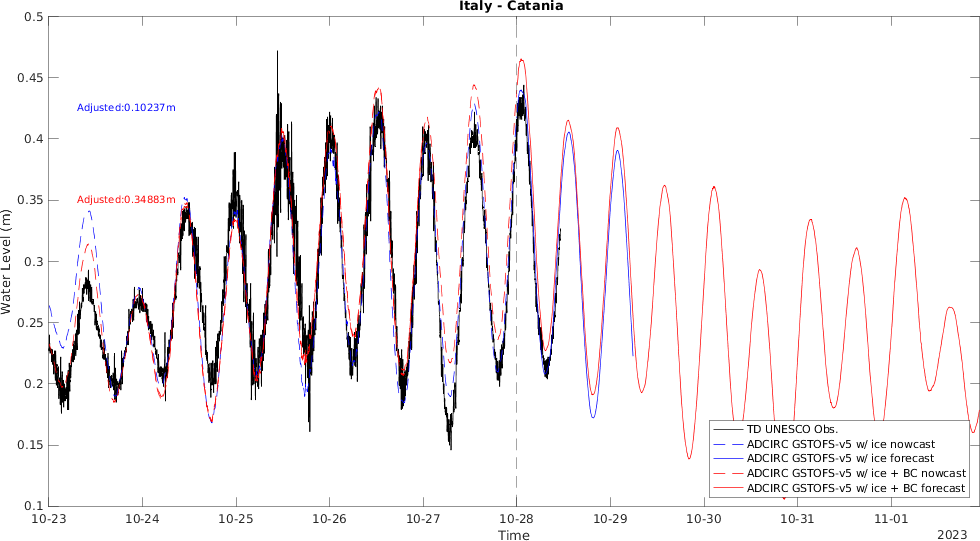 Italy - Catania
0.5
0.45
0.4
0.35
0.3
0.25
0.2
0.15
0.1
Water Level (m)
Adjusted:0.10237m
Adjusted:0.34883m
TD UNESCO Obs.
ADCIRC GSTOFS-v5 w/ ice nowcast
ADCIRC GSTOFS-v5 w/ ice forecast
ADCIRC GSTOFS-v5 w/ ice + BC nowcast
ADCIRC GSTOFS-v5 w/ ice + BC forecast
10-23 10-24 10-25 10-26 10-27 10-28 10-29 10-30 10-31 11-01
Time
2023